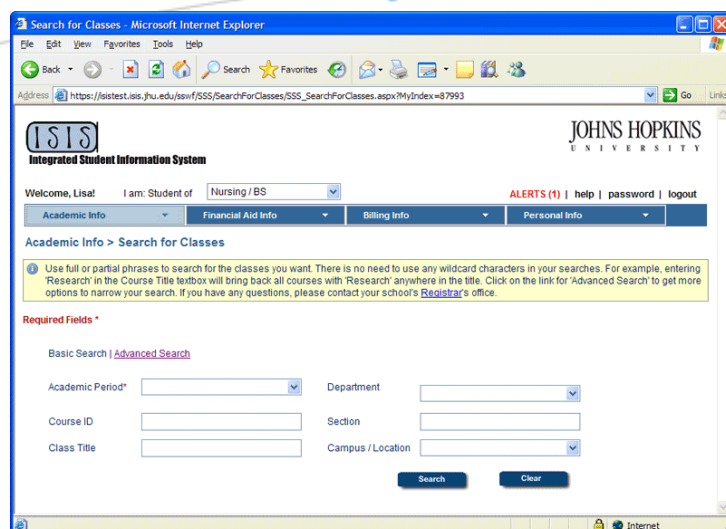 Search for Classes - Microsoft Internet Explorer
File Edit View Favorites Tools Help
Back Search Favorites
Address https://isistest.isis.jhu.edu/sswf/SSS/SearchForClasses/SSS_SearchForClasses.aspx?MyIndex=87993 Go Links
ISIS
Integrated Student Information System
JOHNS HOPKINS
UNIVERSITY
Welcome, Lisa! I am: Student of Nursing / BS ALERTS (1) | help | password | logout
Academic Info Financial Aid Info Billing Info Personal Info
Academic Info > Search for Classes
Use full or partial phrases to search for the classes you want. There is no need to use any wildcard characters in your searches. For example, entering
'Research' in the Course Title textbox will bring back all courses with 'Research' anywhere in the title. Click on the link for 'Advanced Search' to get more
options to narrow your search. If you have any questions, please contact your school's Registrar's office.
Required Fields *
Basic Search | Advanced Search
Academic Period* Department
Course ID Section
Class Title Campus / Location
Search Clear
Internet